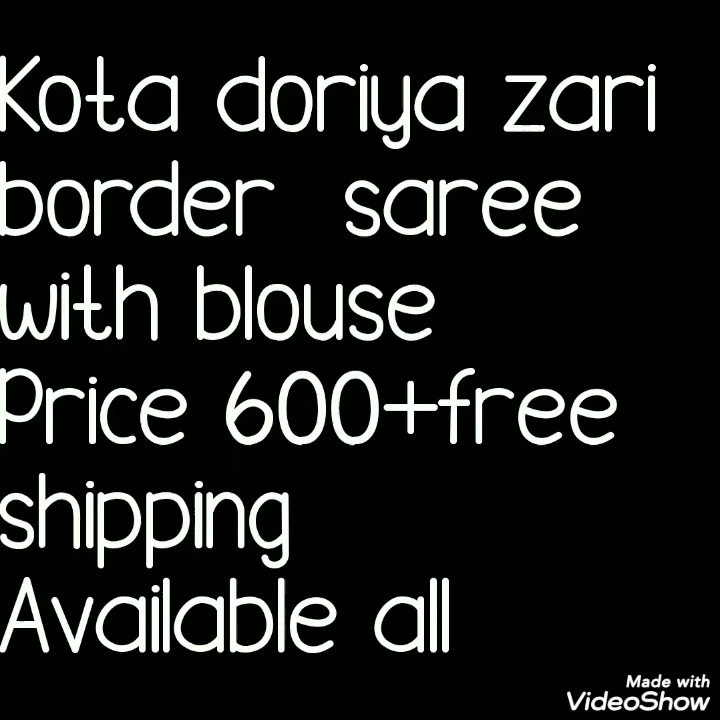 Kota doriya zari
border saree
with blouse
Price 600+free
shipping
Available all
Made with
VideoShow